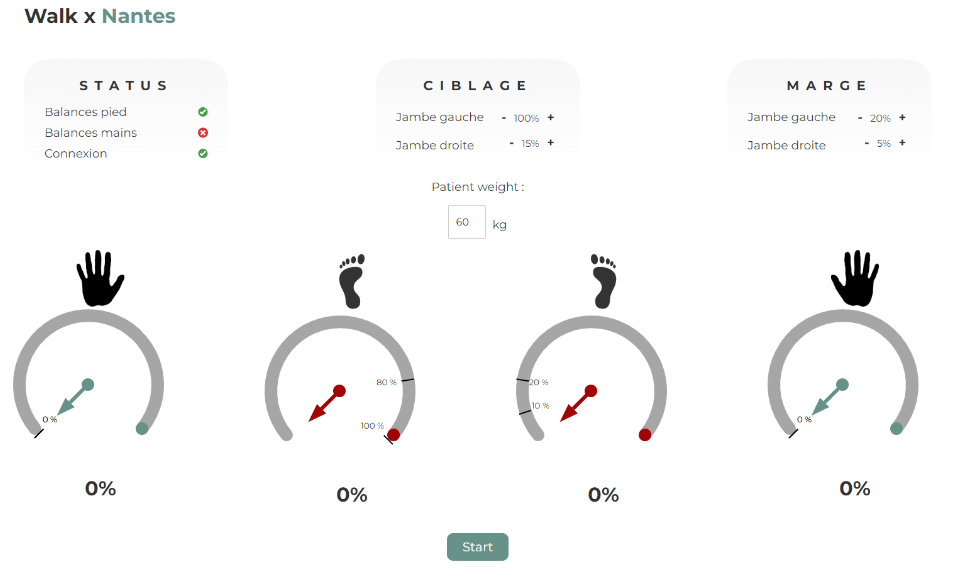 Walk x Nantes
STATUS
Balances pied
Balances mains
Connexion
CIBLAGE
Jambe gauche - 100% +
Jambe droite - 15% +
MARGE
Jambe gauche - 20% +
Jambe droite - 5% +
Patient weight :
60 kg
0 %
80 %
100 %
20 %
10 %
0 %
0%
0%
0%
0%
Start